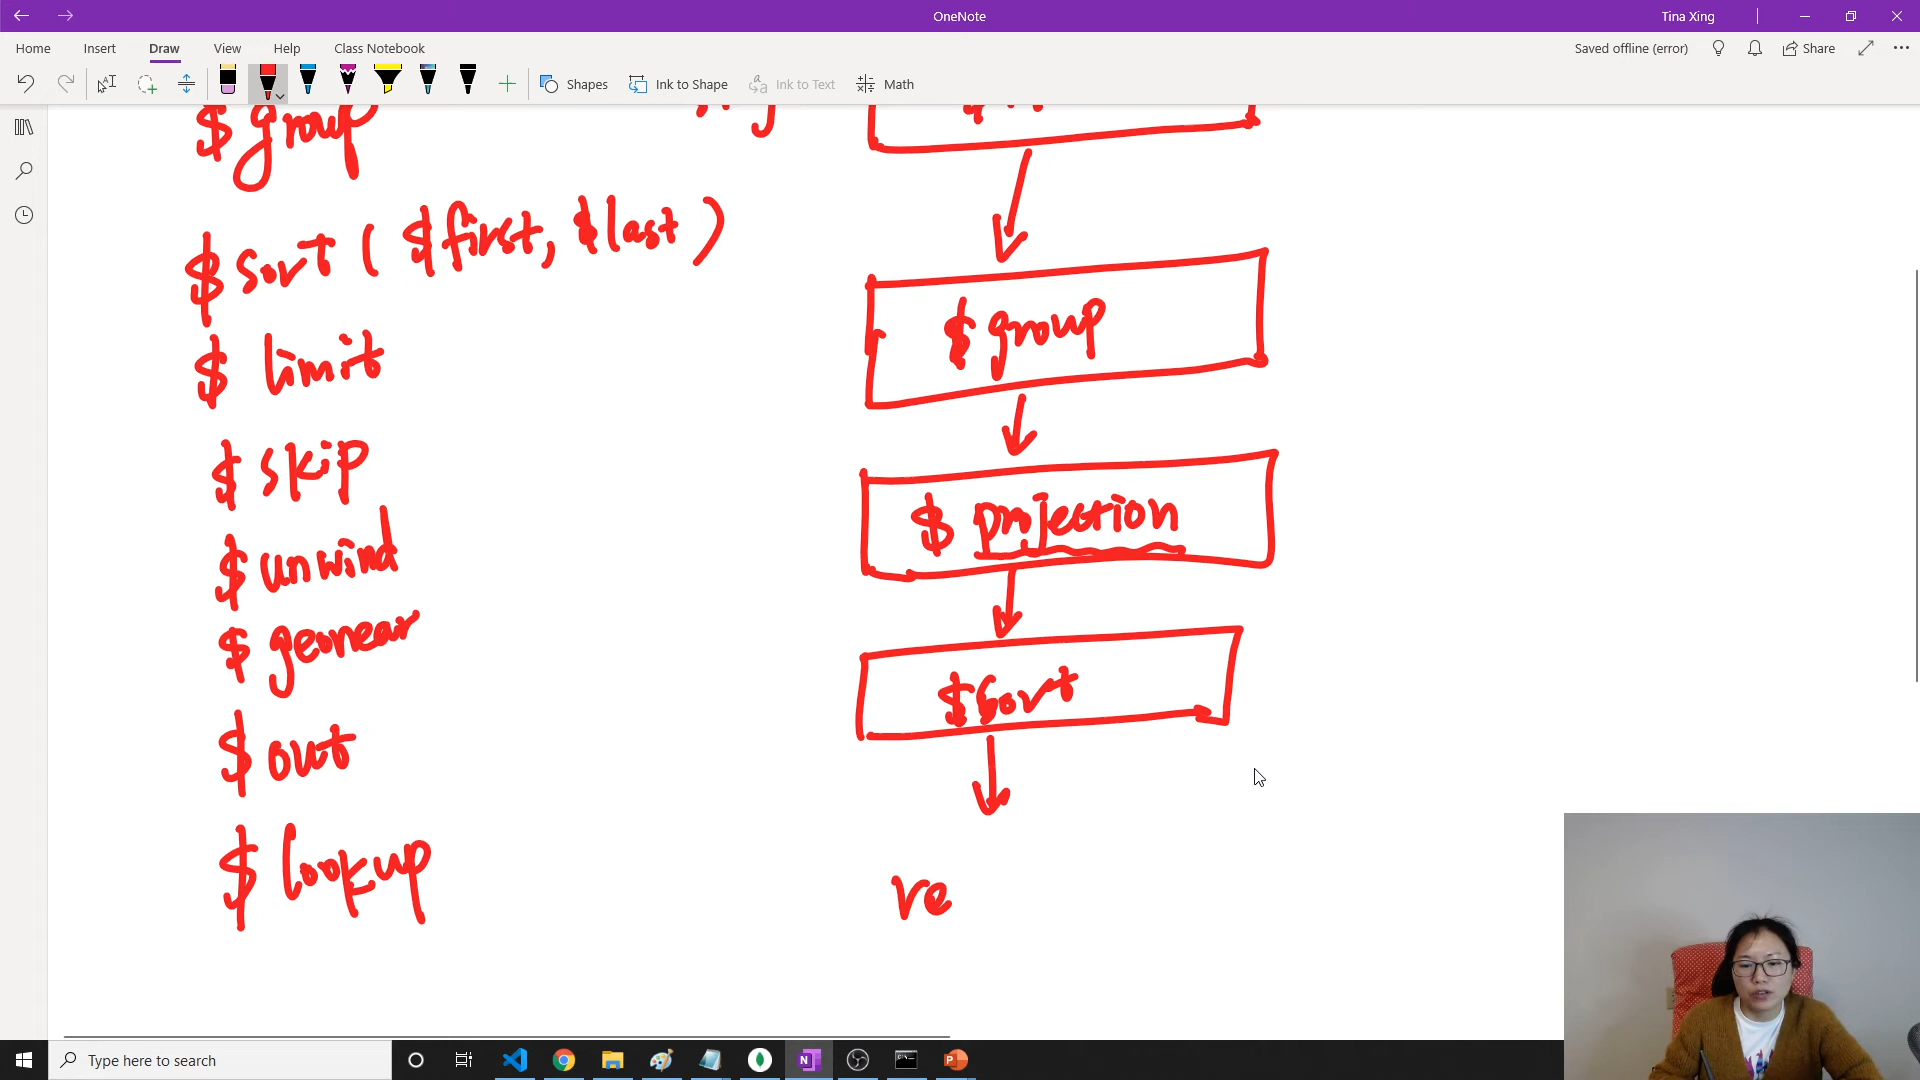 OneNote
Tina Xing
Home Insert Draw View Help Class Notebook
Saved offline (error)
Share
Shapes
Ink to Shape
Ink to Text
Math
$ group
$ sort ( $first, $last )
$ limit
$ skip
$ unwind
$ geonear
$ out
$ lookup
$ group
$ projection
$ sort
re
Type here to search